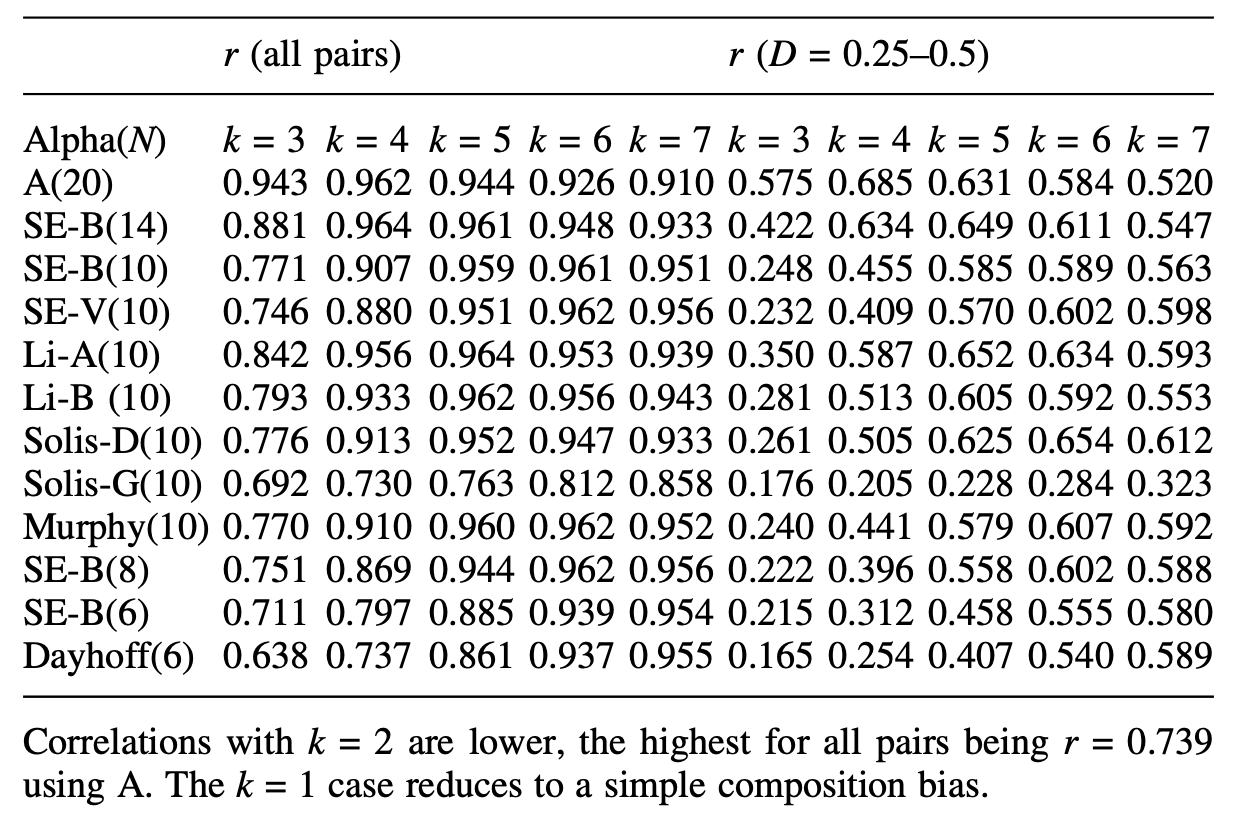 r (all pairs) r (D = 0.25–0.5)
Alpha(N) k = 3 k = 4 k = 5 k = 6 k = 7 k = 3 k = 4 k = 5 k = 6 k = 7
A(20) 0.943 0.962 0.944 0.926 0.910 0.575 0.685 0.631 0.584 0.520
SE-B(14) 0.881 0.964 0.961 0.948 0.933 0.422 0.634 0.649 0.611 0.547
SE-B(10) 0.771 0.907 0.959 0.961 0.951 0.248 0.455 0.585 0.589 0.563
SE-V(10) 0.746 0.880 0.951 0.962 0.956 0.232 0.409 0.570 0.602 0.598
Li-A(10) 0.842 0.956 0.964 0.953 0.939 0.350 0.587 0.652 0.634 0.593
Li-B (10) 0.793 0.933 0.962 0.956 0.943 0.281 0.513 0.605 0.592 0.553
Solis-D(10) 0.776 0.913 0.952 0.947 0.933 0.261 0.505 0.625 0.654 0.612
Solis-G(10) 0.692 0.730 0.763 0.812 0.858 0.176 0.205 0.228 0.284 0.323
Murphy(10) 0.770 0.910 0.960 0.962 0.952 0.240 0.441 0.579 0.607 0.592
SE-B(8) 0.751 0.869 0.944 0.962 0.956 0.222 0.396 0.558 0.602 0.588
SE-B(6) 0.711 0.797 0.885 0.939 0.954 0.215 0.312 0.458 0.555 0.580
Dayhoff(6) 0.638 0.737 0.861 0.937 0.955 0.165 0.254 0.407 0.540 0.589
Correlations with k = 2 are lower, the highest for all pairs being r = 0.739
using A. The k = 1 case reduces to a simple composition bias.